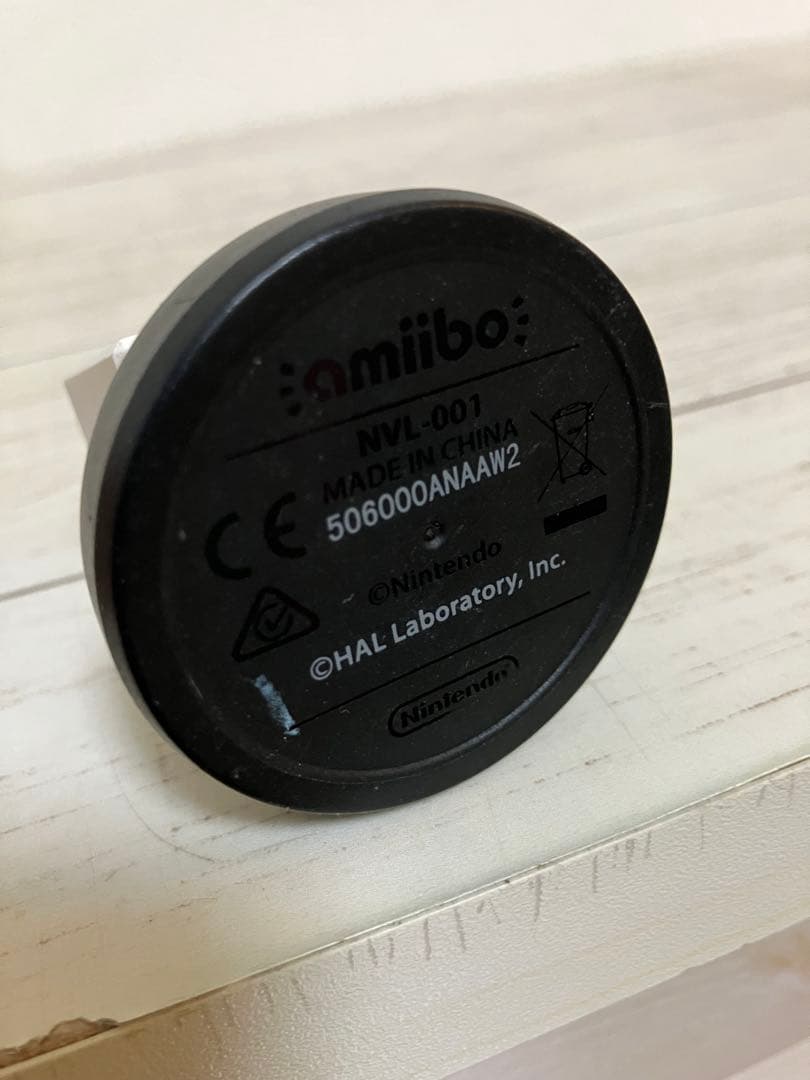 amiibo
NVL-001
MADE IN CHINA
506000ANAAW2
CE
©Nintendo
©HAL Laboratory, Inc.
Nintendo